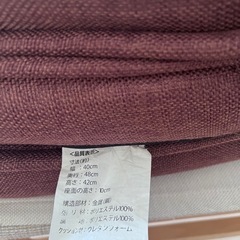 <品質表示>
寸法(約)
幅：40cm
奥行：48cm
高さ：42cm
座面の高さ：10cm
構造部材：金属(鋼)
張り材：ポリエステル100%
ポリエステル100%
クッション材：ウレタンフォーム